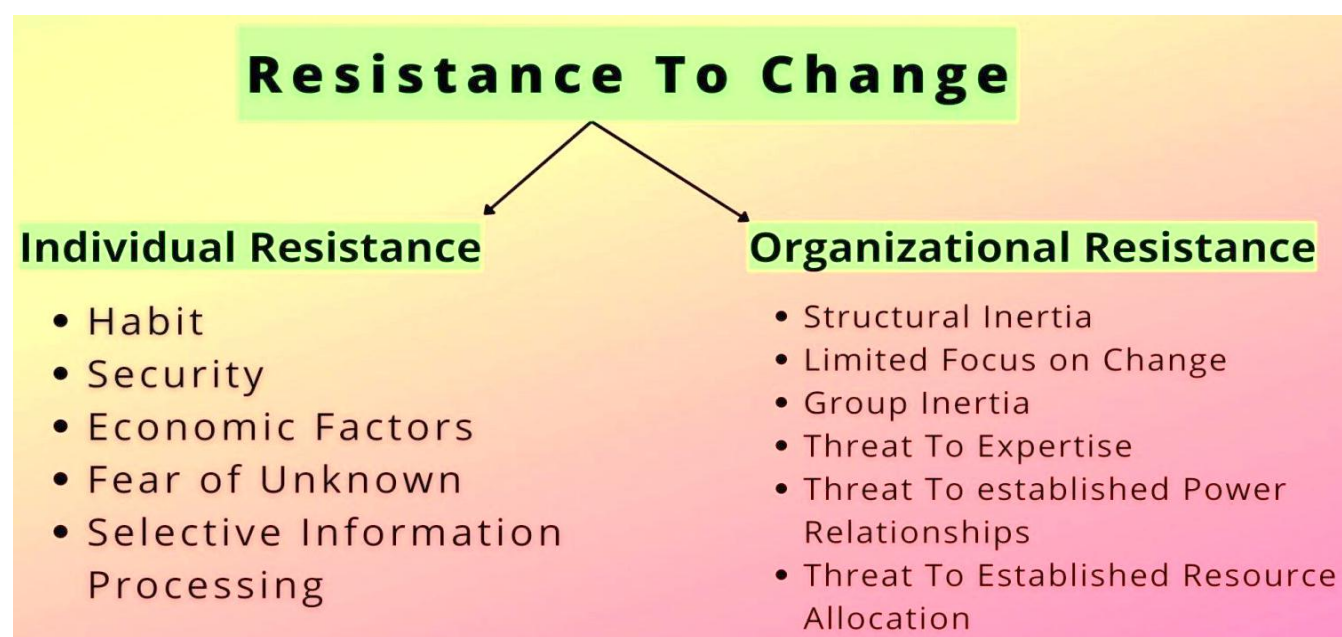 Resistance To Change
Individual Resistance
• Habit
• Security
• Economic Factors
• Fear of Unknown
• Selective Information
Processing
Organizational Resistance
• Structural Inertia
• Limited Focus on Change
• Group Inertia
• Threat To Expertise
• Threat To established Power
Relationships
• Threat To Established Resource
Allocation